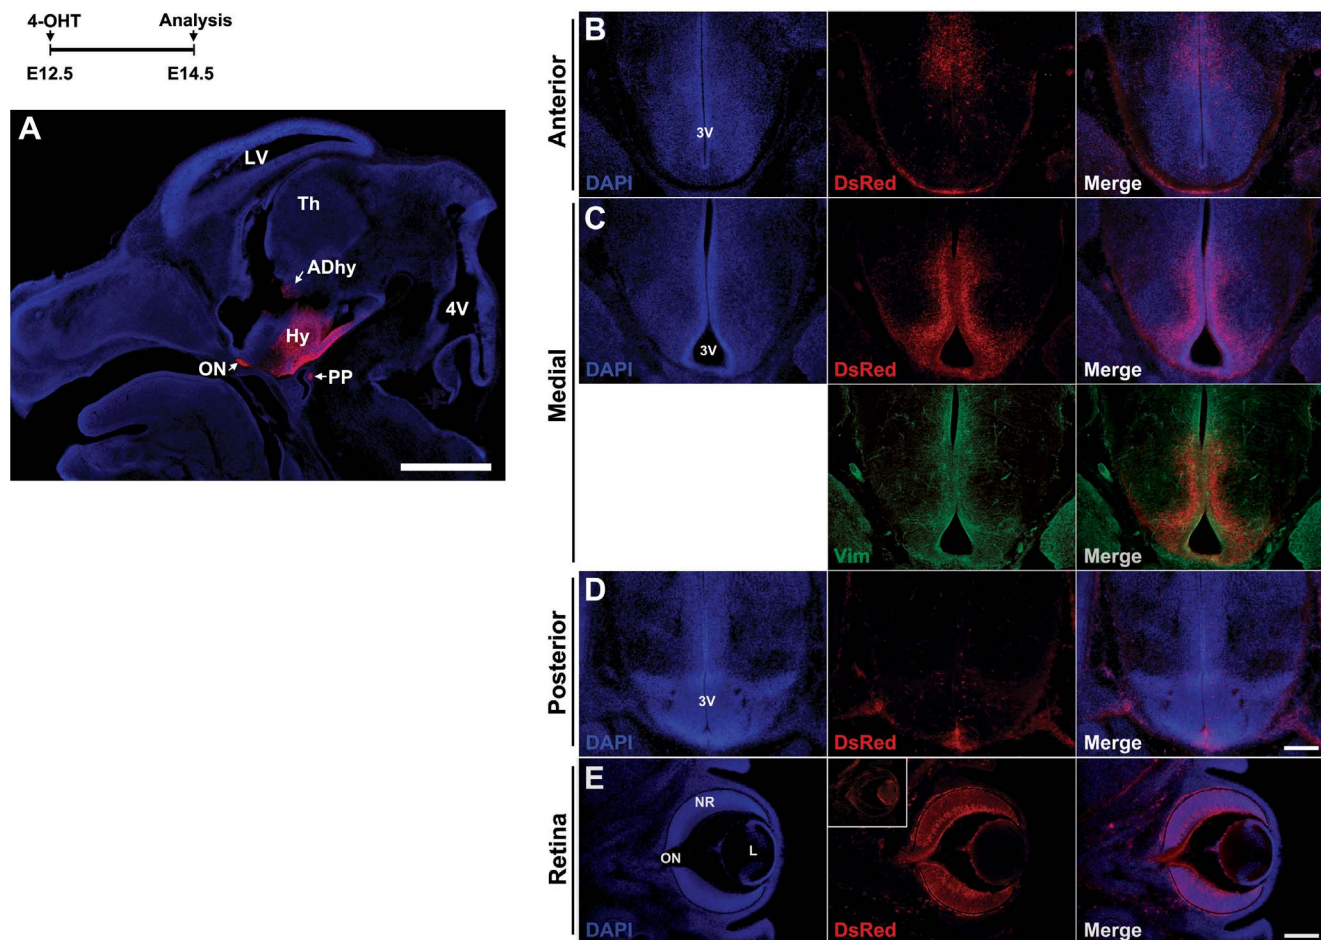 4-OHT Analysis
E12.5 E14.5
A
LV
Th
ADhy
4V
Hy
ON
PP
Anterior
B
3V
DAPI
DsRed
Merge
Medial
C
3V
DAPI
DsRed
Merge
Vim
Merge
Posterior
D
3V
DAPI
DsRed
Merge
Retina
E
NR
ON
L
DAPI
DsRed
Merge